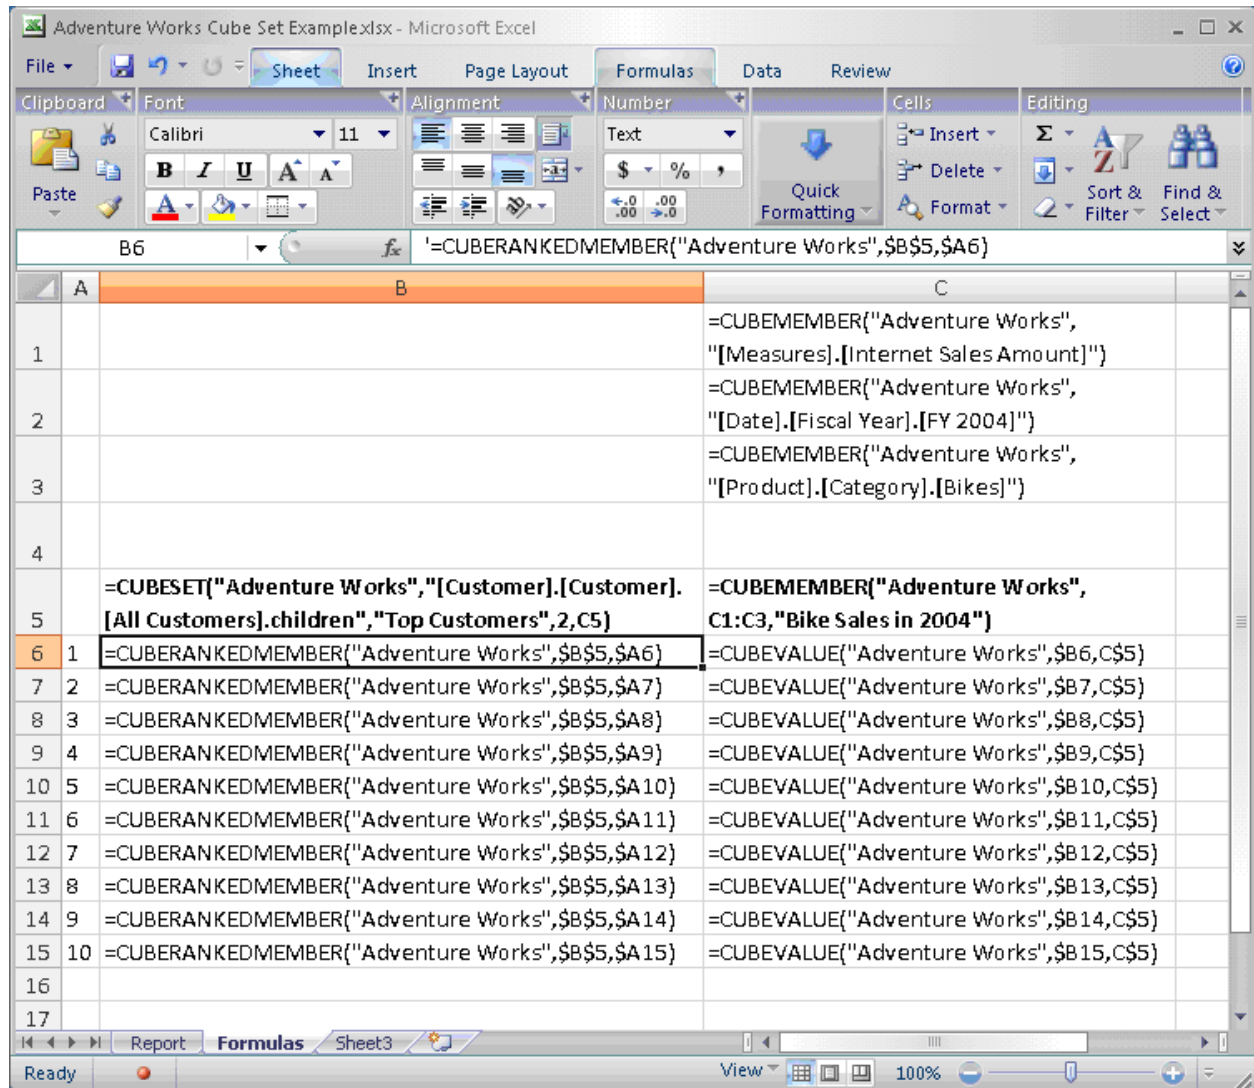 Adventure Works Cube Set Example.xlsx - Microsoft Excel
File Sheet Insert Page Layout Formulas Data Review
Clipboard Font Alignment Number Cells Editing
Calibri 11 Text Insert Σ
B I U A A $ % , Delete
Paste Quick Formatting Format Sort & Filter Find & Select
A .0 .00 .00 .0
B6 fx '=CUBERANKEDMEMBER("Adventure Works",$B$5,$A6)
A B C
=CUBEMEMBER("Adventure Works",
1 "[Measures].[Internet Sales Amount]")
=CUBEMEMBER("Adventure Works",
2 "[Date].[Fiscal Year].[FY 2004]")
=CUBEMEMBER("Adventure Works",
3 "[Product].[Category].[Bikes]")
4
=CUBESET("Adventure Works","[Customer].[Customer]. =CUBEMEMBER("Adventure Works",
5 [All Customers].children","Top Customers",2,C5) C1:C3,"Bike Sales in 2004")
6 1 =CUBERANKEDMEMBER("Adventure Works",$B$5,$A6) =CUBEVALUE("Adventure Works",$B6,C$5)
7 2 =CUBERANKEDMEMBER("Adventure Works",$B$5,$A7) =CUBEVALUE("Adventure Works",$B7,C$5)
8 3 =CUBERANKEDMEMBER("Adventure Works",$B$5,$A8) =CUBEVALUE("Adventure Works",$B8,C$5)
9 4 =CUBERANKEDMEMBER("Adventure Works",$B$5,$A9) =CUBEVALUE("Adventure Works",$B9,C$5)
10 5 =CUBERANKEDMEMBER("Adventure Works",$B$5,$A10) =CUBEVALUE("Adventure Works",$B10,C$5)
11 6 =CUBERANKEDMEMBER("Adventure Works",$B$5,$A11) =CUBEVALUE("Adventure Works",$B11,C$5)
12 7 =CUBERANKEDMEMBER("Adventure Works",$B$5,$A12) =CUBEVALUE("Adventure Works",$B12,C$5)
13 8 =CUBERANKEDMEMBER("Adventure Works",$B$5,$A13) =CUBEVALUE("Adventure Works",$B13,C$5)
14 9 =CUBERANKEDMEMBER("Adventure Works",$B$5,$A14) =CUBEVALUE("Adventure Works",$B14,C$5)
15 10 =CUBERANKEDMEMBER("Adventure Works",$B$5,$A15) =CUBEVALUE("Adventure Works",$B15,C$5)
16
17
Report Formulas Sheet3
Ready View 100%